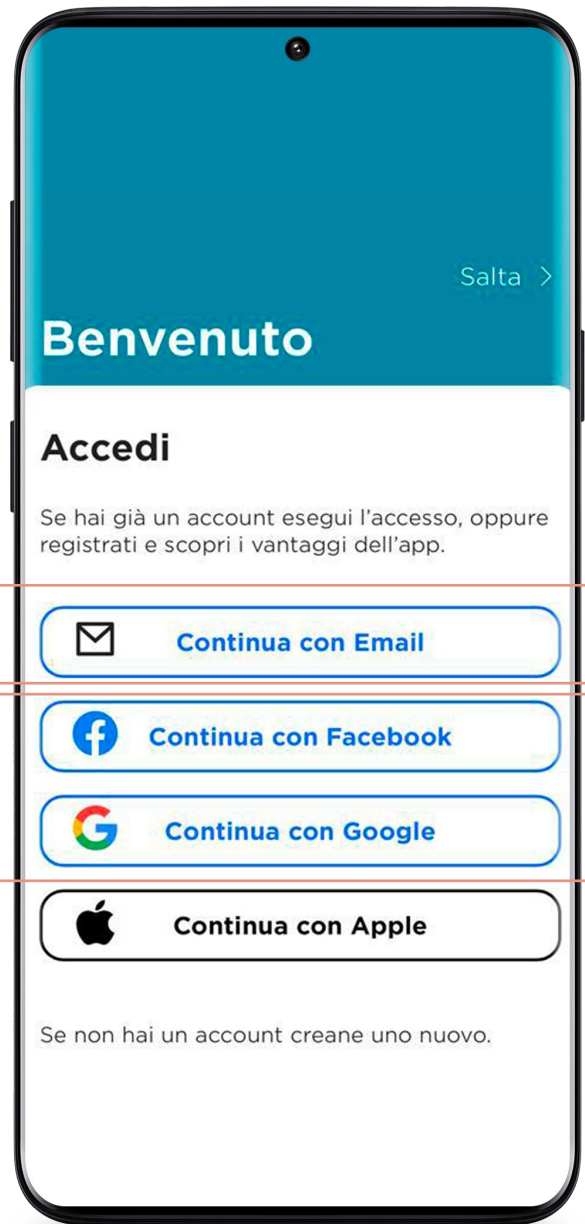 Salta >
Benvenuto
Accedi
Se hai già un account esegui l'accesso, oppure
registrati e scopri i vantaggi dell'app.
Continua con Email
Continua con Facebook
Continua con Google
Continua con Apple
Se non hai un account creane uno nuovo.